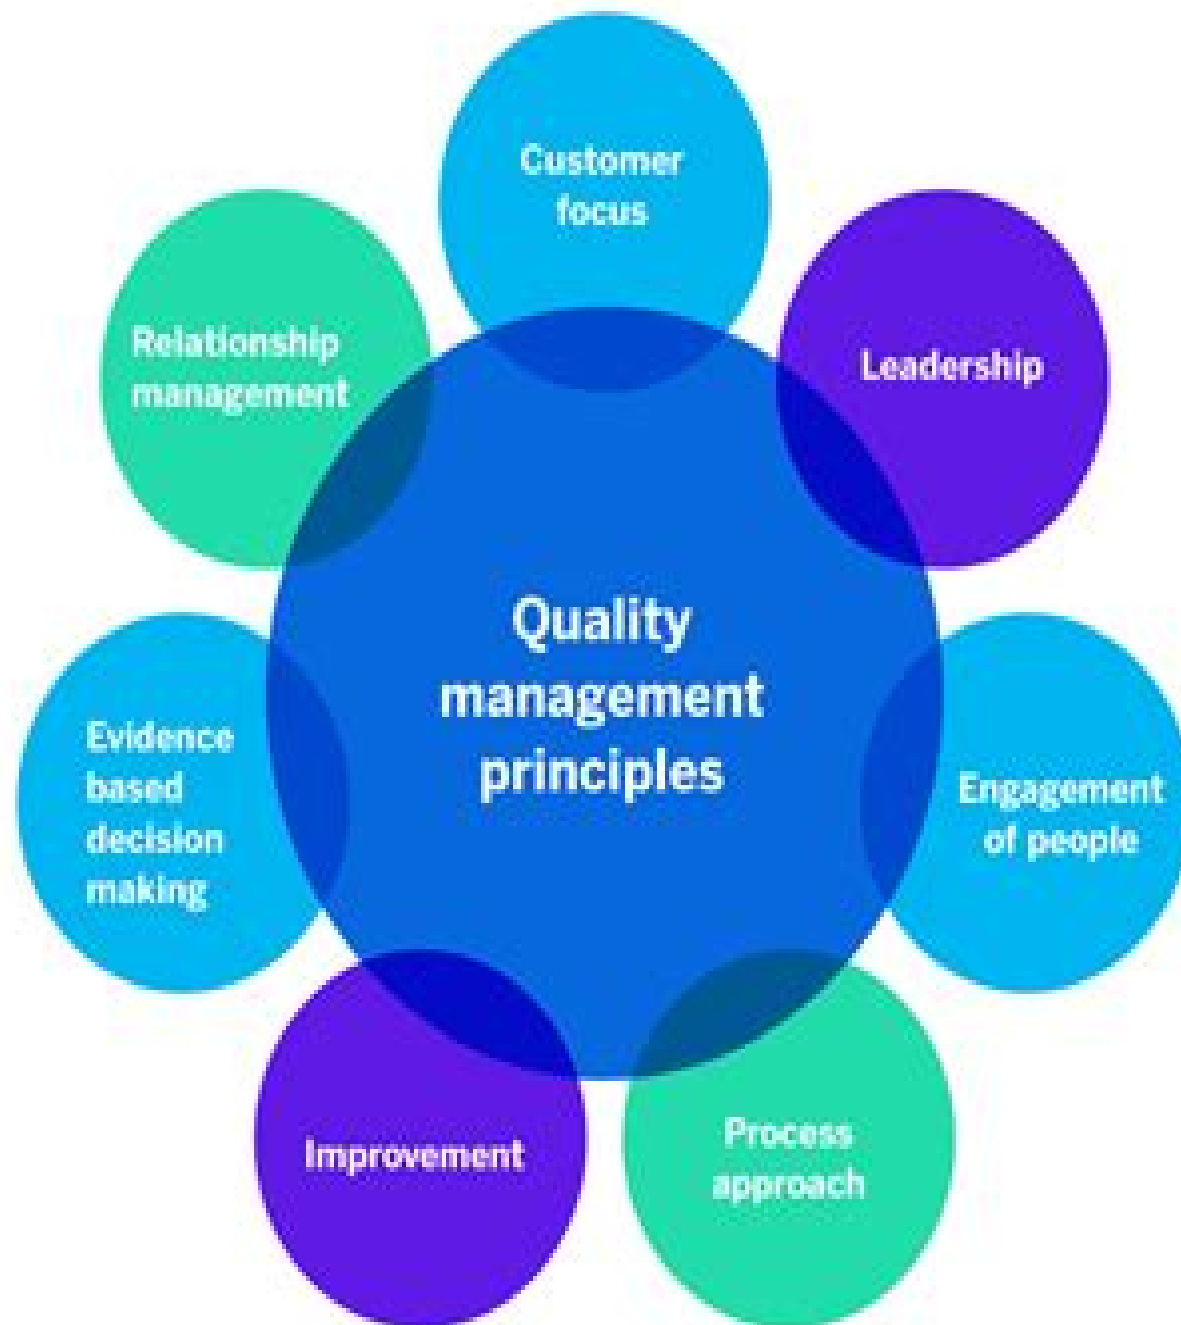 Customer
focus
Leadership
Engagement
of people
Process
approach
Improvement
Evidence
based
decision
making
Relationship
management
Quality
management
principles